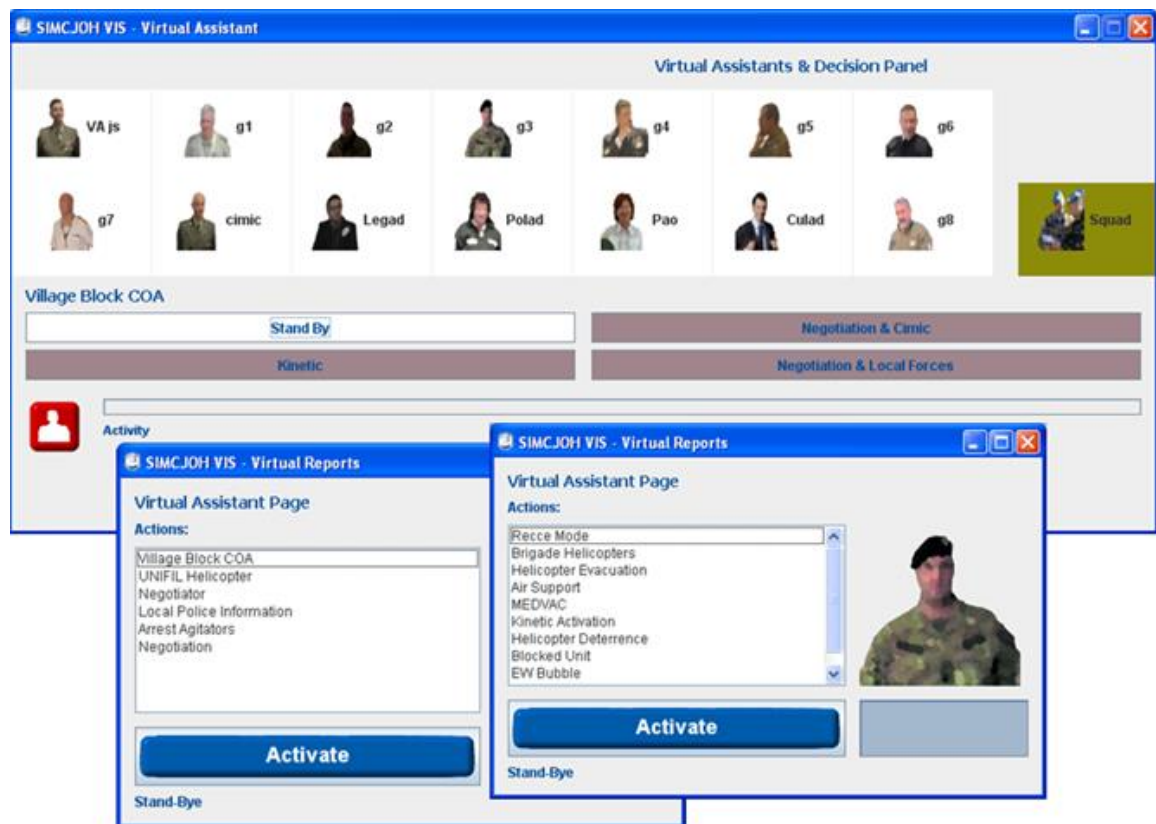 SIMCJOH VIS - Virtual Assistant
Virtual Assistants & Decision Panel
VA js
g1
g2
g3
g4
g5
g6
g7
cimic
Legad
Polad
Pao
Culad
g8
Squad
Village Block COA
Stand By
Negotiation & Cimic
Kinetic
Negotiation & Local Forces
Activity
SIMCJOH VIS - Virtual Reports
Virtual Assistant Page
Actions:
Village Block COA
UNIFIL Helicopter
Negotiator
Local Police Information
Arrest Agitators
Negotiation
Activate
Stand-Bye
SIMCJOH VIS - Virtual Reports
Virtual Assistant Page
Actions:
Recce Mode
Brigade Helicopters
Helicopter Evacuation
Air Support
MEDVAC
Kinetic Activation
Helicopter Deterrence
Blocked Unit
EW Bubble
Activate
Stand-Bye